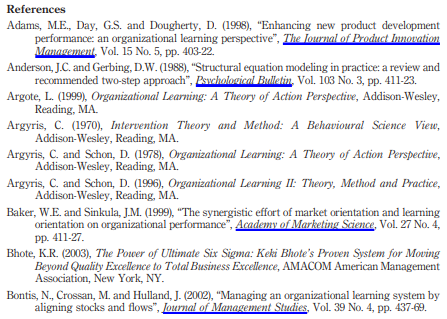 References
Adams, M.E., Day, G.S. and Dougherty, D. (1998), “Enhancing new product development
performance: an organizational learning perspective”, The Journal of Product Innovation
Management, Vol. 15 No. 5, pp. 403-22.
Anderson, J.C. and Gerbing, D.W. (1988), “Structural equation modeling in practice: a review and
recommended two-step approach”, Psychological Bulletin, Vol. 103 No. 3, pp. 411-23.
Argote, L. (1999), Organizational Learning: A Theory of Action Perspective, Addison-Wesley,
Reading, MA.
Argyris, C. (1970), Intervention Theory and Method: A Behavioural Science View,
Addison-Wesley, Reading, MA.
Argyris, C. and Schon, D. (1978), Organizational Learning: A Theory of Action Perspective,
Addison-Wesley, Reading, MA.
Argyris, C. and Schon, D. (1996), Organizational Learning II: Theory, Method and Practice,
Addison-Wesley, Reading, MA.
Baker, W.E. and Sinkula, J.M. (1999), “The synergistic effort of market orientation and learning
orientation on organizational performance”, Academy of Marketing Science, Vol. 27 No. 4,
pp. 411-27.
Bhote, K.R. (2003), The Power of Ultimate Six Sigma: Keki Bhote’s Proven System for Moving
Beyond Quality Excellence to Total Business Excellence, AMACOM American Management
Association, New York, NY.
Bontis, N., Crossan, M. and Hulland, J. (2002), “Managing an organizational learning system by
aligning stocks and flows”, Journal of Management Studies, Vol. 39 No. 4, pp. 437-69.